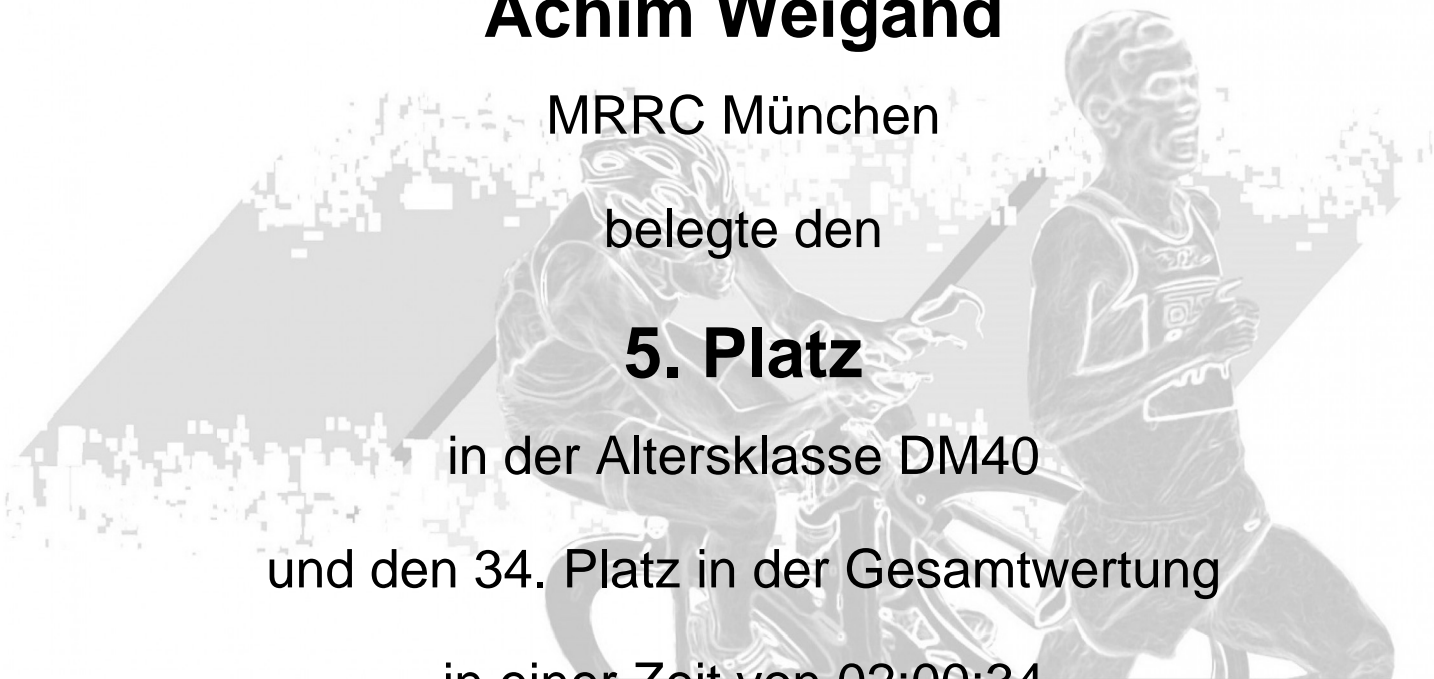 Achim Weigand
MRRC München
belegte den
5. Platz
in der Altersklasse DM40
und den 34. Platz in der Gesamtwertung
in einer Zeit von